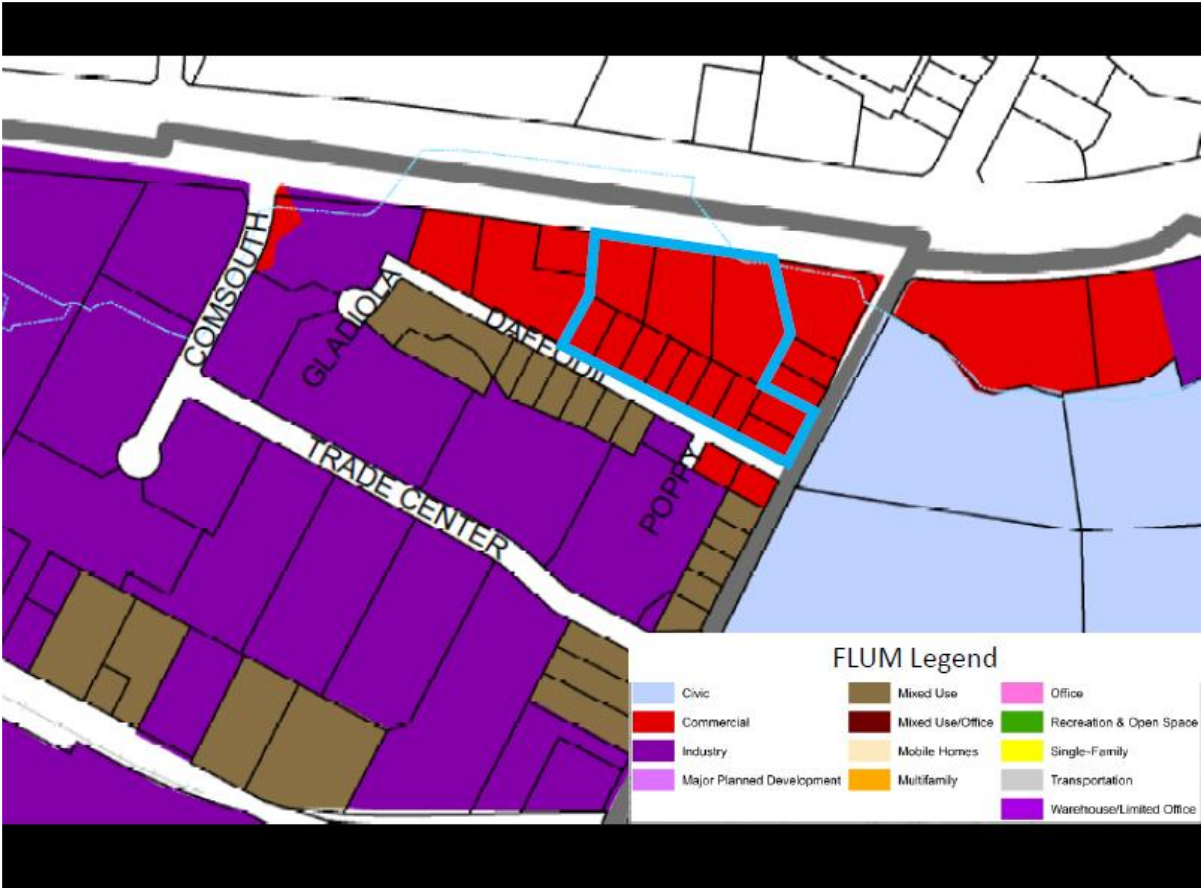 COMSOUTH
GLADIOLA
DAFFODIL
TRADE CENTER
POPPY
FLUM Legend
Civic
Commercial
Industry
Major Planned Development
Mixed Use
Mixed Use/Office
Mobile Homes
Multifamily
Office
Recreation & Open Space
Single-Family
Transportation
Warehouse/Limited Office